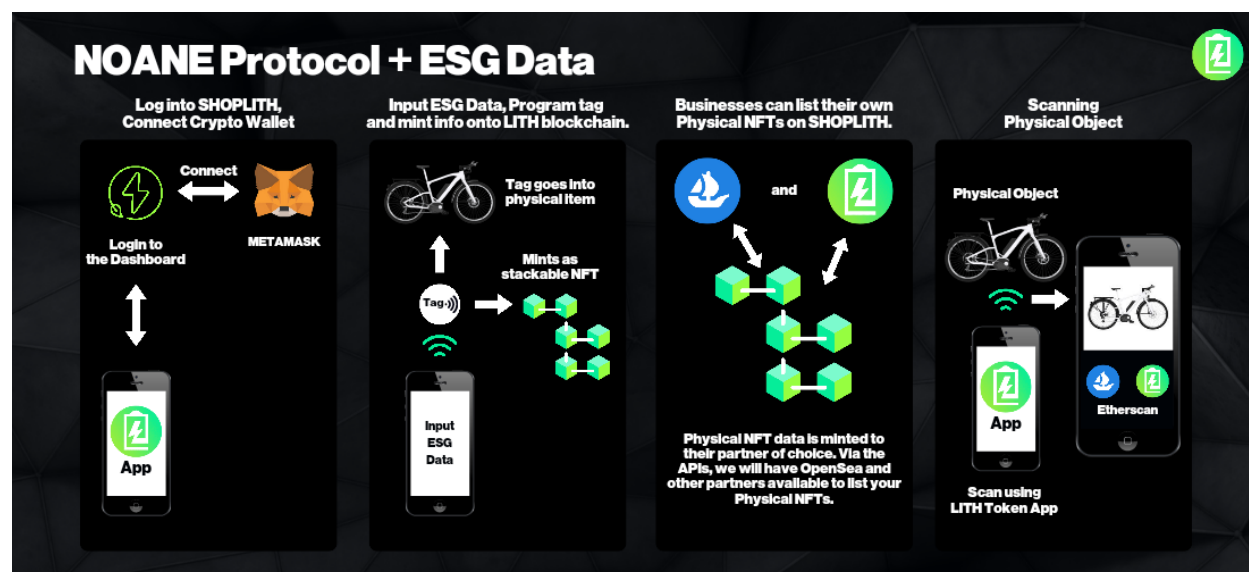 NOANE Protocol + ESG Data
Log into SHOPLITH,
Connect Crypto Wallet
Connect
Login to
the Dashboard
METAMASK
App
Input ESG Data, Program tag
and mint info onto LITH blockchain.
Tag goes into
physical item
Mints as
stackable NFT
Tag
Input
ESG
Data
Businesses can list their own
Physical NFTs on SHOPLITH.
and
Physical NFT data is minted to
their partner of choice. Via the
APIs, we will have OpenSea and
other partners available to list your
Physical NFTs.
Scanning
Physical Object
Physical Object
App
Etherscan
Scan using
LITH Token App